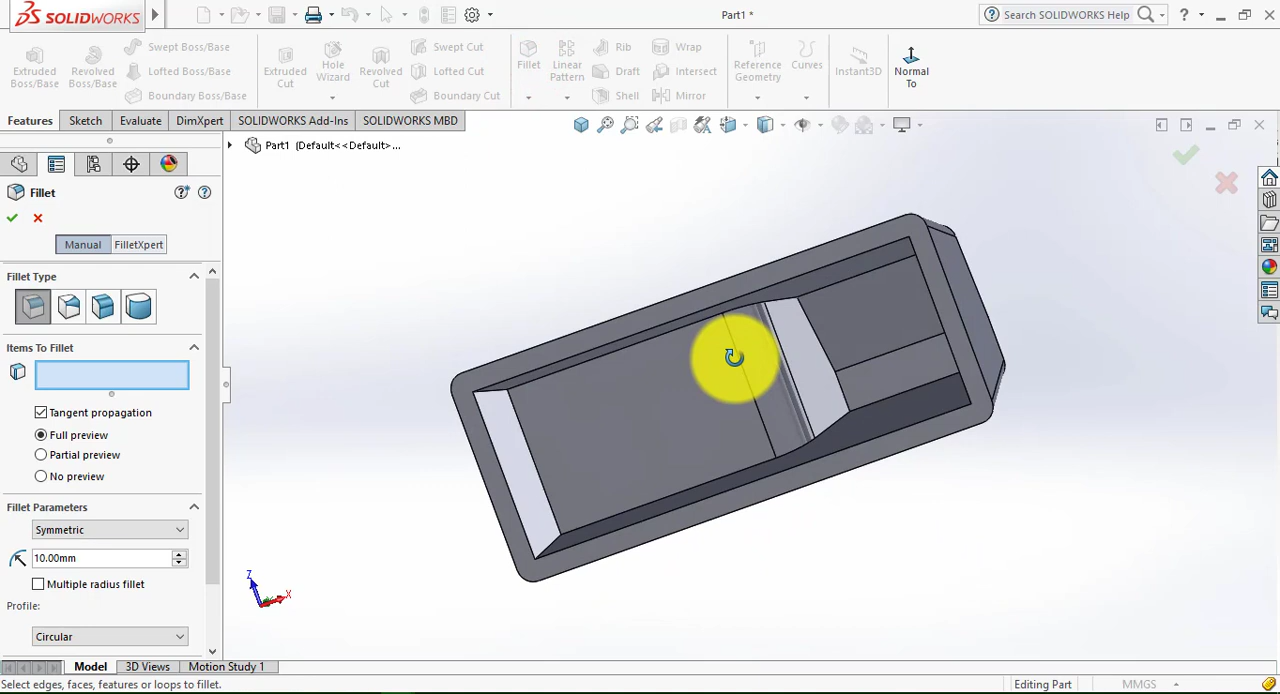 SOLIDWORKS
Part1 *
Search SOLIDWORKS Help
Extruded Boss/Base
Revolved Boss/Base
Swept Boss/Base
Lofted Boss/Base
Boundary Boss/Base
Extruded Cut
Hole Wizard
Revolved Cut
Swept Cut
Lofted Cut
Boundary Cut
Fillet
Linear Pattern
Rib
Draft
Shell
Wrap
Intersect
Mirror
Reference Geometry
Curves
Instant3D
Normal To
Features
Sketch
Evaluate
DimXpert
SOLIDWORKS Add-Ins
SOLIDWORKS MBD
Part1 (Default<<Default>...
Fillet
Manual
FilletXpert
Fillet Type
Items To Fillet
Tangent propagation
Full preview
Partial preview
No preview
Fillet Parameters
Symmetric
10.00mm
Multiple radius fillet
Profile:
Circular
Z
X
Model
3D Views
Motion Study 1
Select edges, faces, features or loops to fillet.
Editing Part
MMGS